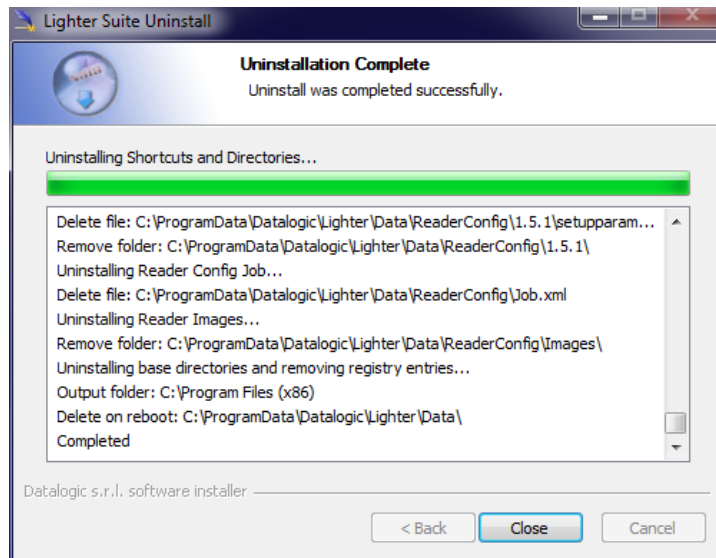 Lighter Suite Uninstall
Uninstallation Complete
Uninstall was completed successfully.
Uninstalling Shortcuts and Directories...
Delete file: C:\ProgramData\Datalogic\Lighter\Data\ReaderConfig\1.5.1\setupparam...
Remove folder: C:\ProgramData\Datalogic\Lighter\Data\ReaderConfig\1.5.1\
Uninstalling Reader Config Job...
Delete file: C:\ProgramData\Datalogic\Lighter\Data\ReaderConfig\Job.xml
Uninstalling Reader Images...
Remove folder: C:\ProgramData\Datalogic\Lighter\Data\ReaderConfig\Images\
Uninstalling base directories and removing registry entries...
Output folder: C:\Program Files (x86)
Delete on reboot: C:\ProgramData\Datalogic\Lighter\Data\
Completed
Datalogic s.r.l. software installer
< Back Close Cancel